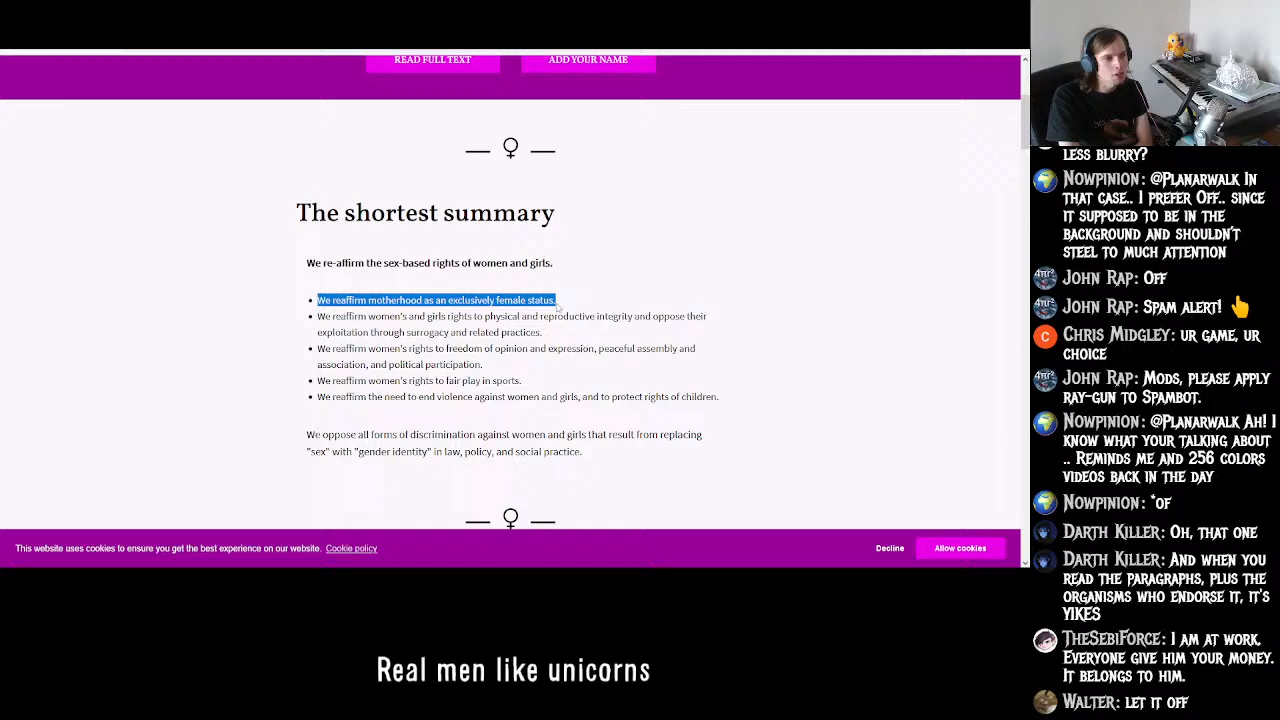 READ FULL TEXT
ADD YOUR NAME
The shortest summary
We re-affirm the sex-based rights of women and girls.
We reaffirm motherhood as an exclusively female status.
We reaffirm women's and girls rights to physical and reproductive integrity and oppose their
exploitation through surrogacy and related practices.
We reaffirm women's rights to freedom of opinion and expression, peaceful assembly and
association, and political participation.
We reaffirm women's rights to fair play in sports.
We reaffirm the need to end violence against women and girls, and to protect rights of children.
We oppose all forms of discrimination against women and girls that result from replacing
"sex" with "gender identity" in law, policy, and social practice.
This website uses cookies to ensure you get the best experience on our website. Cookie policy
Decline
Allow cookies
Real men like unicorns
LESS BLURRY?
NOWPINION: @PLANARWALK IN
THAT CASE.. I PREFER OFF.. SINCE
IT SUPPOSED TO BE IN THE
BACKGROUND AND SHOULDN'T
STEEL TO MUCH ATTENTION
4πr²
JOHN RAP: OFF
4πr²
JOHN RAP: SPAM ALERT! 👆
C
CHRIS MIDGLEY: UR GAME, UR
CHOICE
4πr²
JOHN RAP: MODS, PLEASE APPLY
RAY-GUN TO SPAMBOT.
NOWPINION: @PLANARWALK AH! I
KNOW WHAT YOUR TALKING ABOUT
.. REMINDS ME AND 256 COLORS
VIDEOS BACK IN THE DAY
NOWPINION: *OF
DARTH KILLER: OH, THAT ONE
DARTH KILLER: AND WHEN YOU
READ THE PARAGRAPHS, PLUS THE
ORGANISMS WHO ENDORSE IT, IT'S
YIKES
THESEBIFORCE: I AM AT WORK.
EVERYONE GIVE HIM YOUR MONEY.
IT BELONGS TO HIM.
WALTER: LET IT OFF